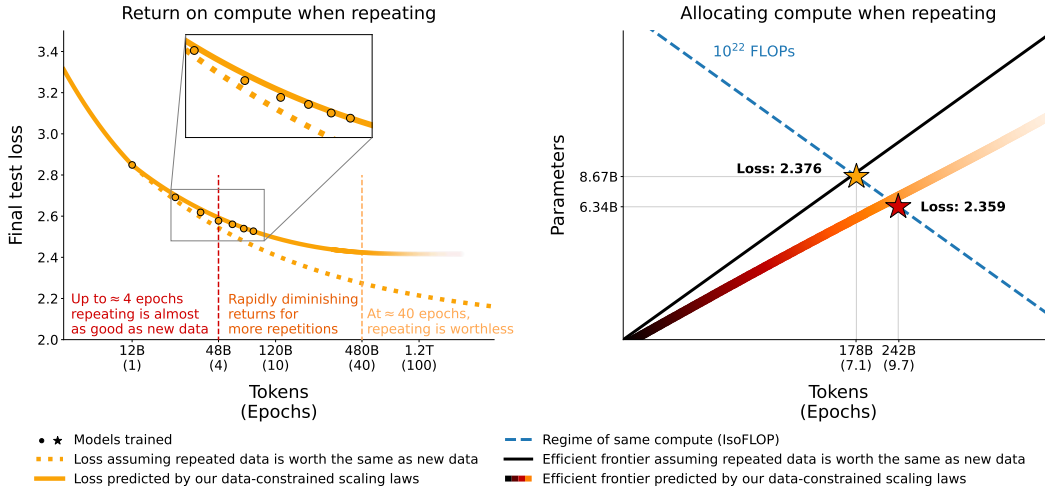 Return on compute when repeating
Final test loss
3.4
3.2
3.0
2.8
2.6
2.4
2.2
2.0
Up to ≈ 4 epochs
repeating is almost
as good as new data
Rapidly diminishing
returns for
more repetitions
At ≈ 40 epochs,
repeating is worthless
12B
(1)
48B
(4)
120B
(10)
480B
(40)
1.2T
(100)
Tokens
(Epochs)
Allocating compute when repeating
Parameters
10²² FLOPs
Loss: 2.376
8.67B
6.34B
Loss: 2.359
178B
(7.1)
242B
(9.7)
Tokens
(Epochs)
Models trained
Loss assuming repeated data is worth the same as new data
Loss predicted by our data-constrained scaling laws
Regime of same compute (IsoFLOP)
Efficient frontier assuming repeated data is worth the same as new data
Efficient frontier predicted by our data-constrained scaling laws